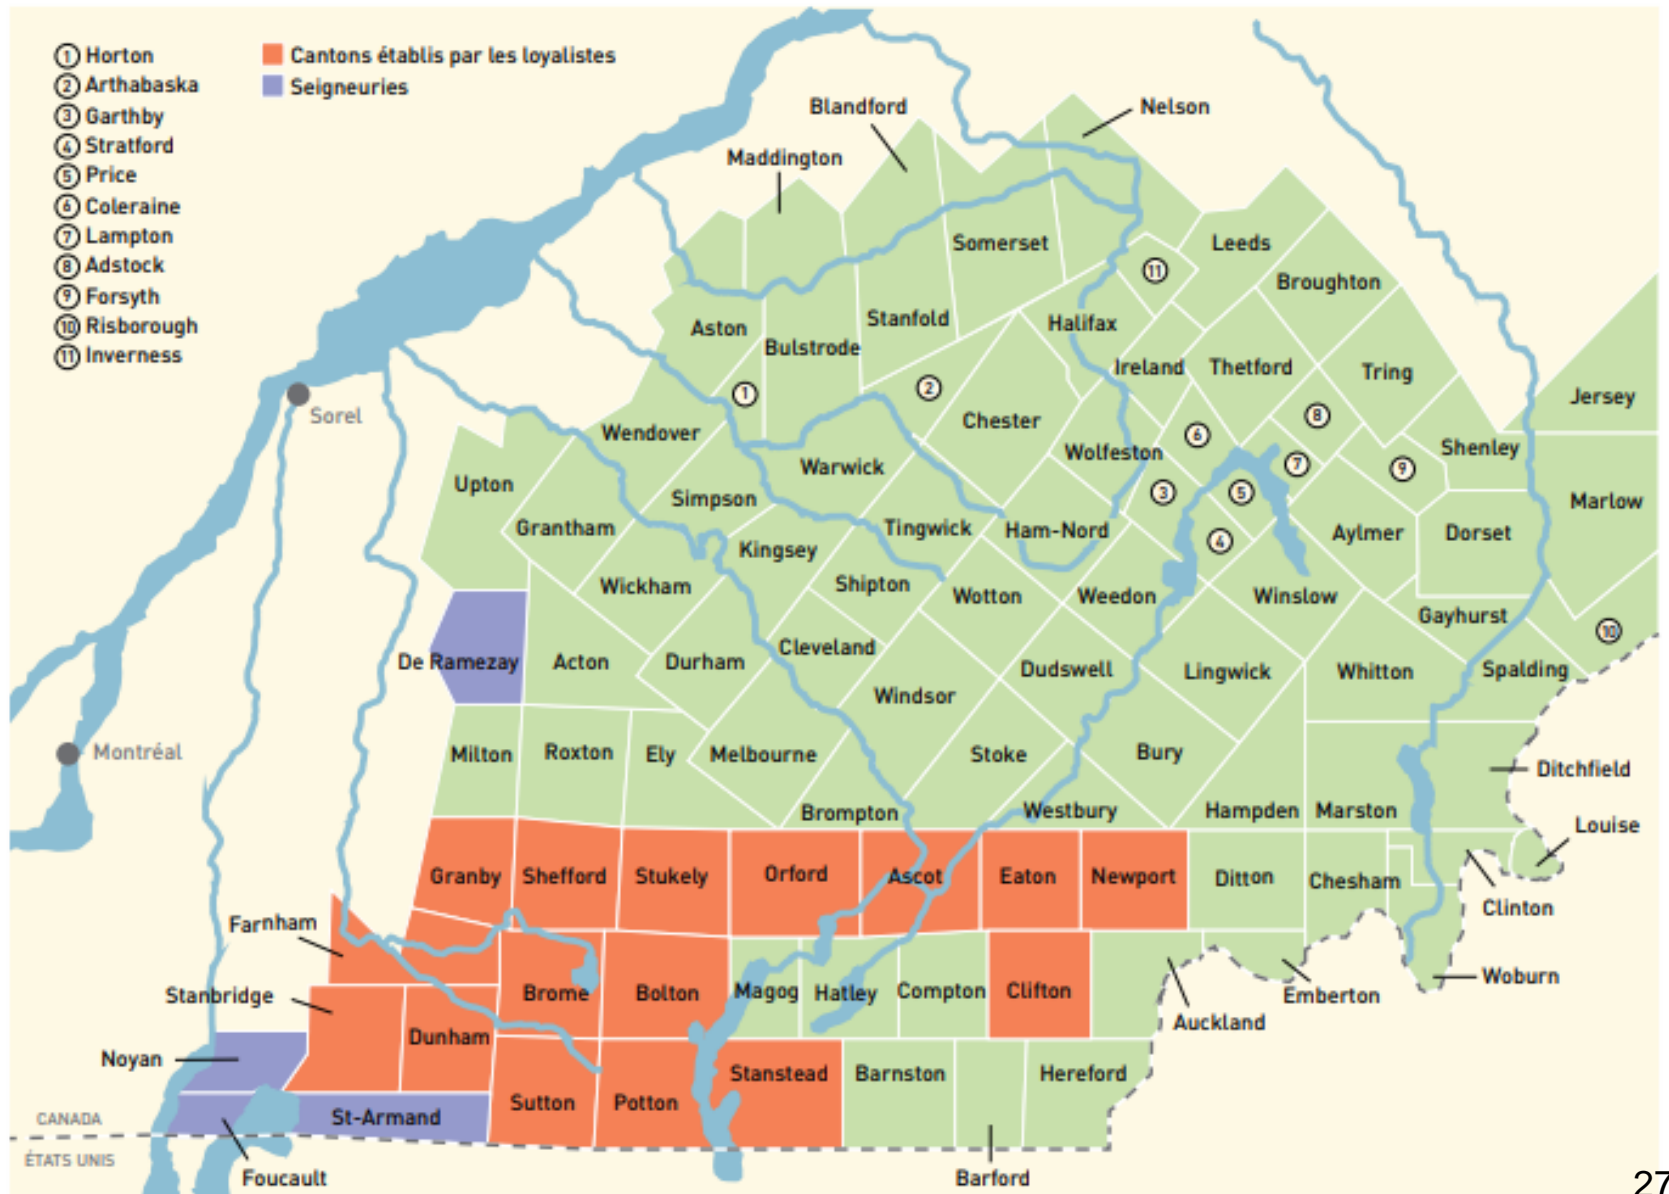 ① Horton
② Arthabaska
③ Garthby
④ Stratford
⑤ Price
⑥ Coleraine
⑦ Lampton
⑧ Adstock
⑨ Forsyth
⑩ Risborough
⑪ Inverness
Cantons établis par les loyalistes
Seigneuries
Blandford
Nelson
Maddington
Somerset
Leeds
⑪
Broughton
Aston
Stanfold
Halifax
Bulstrode
Ireland
Thetford
Tring
①
②
Jersey
Sorel
⑧
Chester
Wendover
⑥
Wolfeston
Shenley
Warwick
⑦
⑨
Upton
Simpson
③
⑤
Marlow
Grantham
Tingwick
Ham-Nord
④
Aylmer
Dorset
Kingsey
Wickham
Shipton
Wotton
Weedon
Winslow
Gayhurst
⑩
De Ramezay
Acton
Durham
Cleveland
Dudswell
Lingwick
Whitton
Spalding
Windsor
Montréal
Milton
Roxton
Ely
Melbourne
Stoke
Bury
Ditchfield
Brompton
Westbury
Hampden
Marston
Louise
Granby
Shefford
Stukely
Orford
Ascot
Eaton
Newport
Ditton
Chesham
Clinton
Farnham
Stanbridge
Brome
Bolton
Magog
Hatley
Compton
Clifton
Emberton
Woburn
Auckland
Dunham
Noyan
Stanstead
Barnston
Hereford
Sutton
Potton
CANADA
St-Armand
ÉTATS UNIS
Foucault
Barford
27